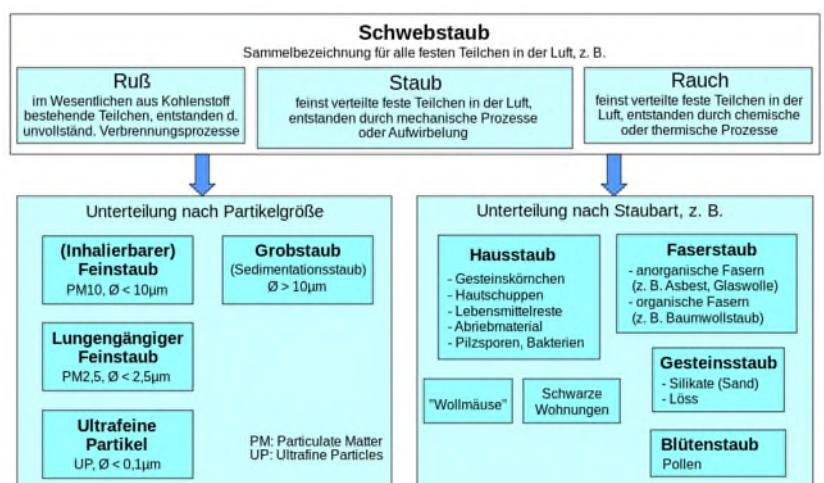 Schwebstaub
Sammelbezeichnung für alle festen Teilchen in der Luft, z. B.
Ruß
im Wesentlichen aus Kohlenstoff
bestehende Teilchen, entstanden d.
unvollständ. Verbrennungsprozesse
Staub
feinst verteilte feste Teilchen in der Luft,
entstanden durch mechanische Prozesse
oder Aufwirbelung
Rauch
feinst verteilte feste Teilchen in der
Luft, entstanden durch chemische
oder thermische Prozesse
Unterteilung nach Partikelgröße
(Inhalierbarer)
Feinstaub
PM10, Ø < 10µm
Grobstaub
(Sedimentationsstaub)
Ø > 10µm
Lungengängiger
Feinstaub
PM2,5, Ø < 2,5µm
Ultrafeine
Partikel
UP, Ø < 0,1µm
PM: Particulate Matter
UP: Ultrafine Particles
Unterteilung nach Staubart, z. B.
Hausstaub
- Gesteinskörnchen
- Hautschuppen
- Lebensmittelreste
- Abriebmaterial
- Pilzsporen, Bakterien
Faserstaub
- anorganische Fasern
(z. B. Asbest, Glaswolle)
- organische Fasern
(z. B. Baumwollstaub)
"Wollmäuse"
Schwarze
Wohnungen
Gesteinsstaub
- Silikate (Sand)
- Löss
Blütenstaub
Pollen